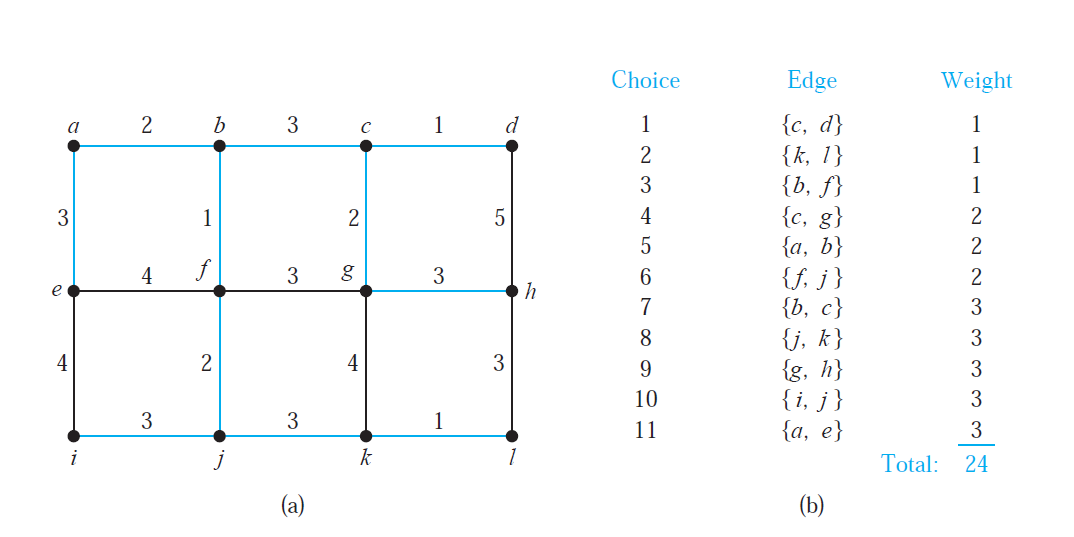 a 2 b 3 c 1 d
3 1 2 5
e 4 f 3 g 3 h
4 2 4 3
3 3 1
i j k l
(a)
Choice Edge Weight
1 {c, d} 1
2 {k, l} 1
3 {b, f} 1
4 {c, g} 2
5 {a, b} 2
6 {f, j} 2
7 {b, c} 3
8 {j, k} 3
9 {g, h} 3
10 {i, j} 3
11 {a, e} 3
Total: 24
(b)